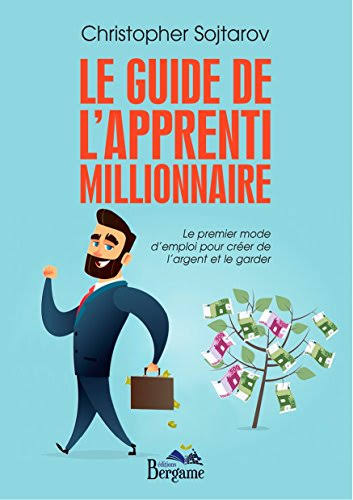 Christopher Sojtarov
LE GUIDE DE
L'APPRENTI
MILLIONNAIRE
Le premier mode
d'emploi pour créer de
l'argent et le garder
éditions
Bergame